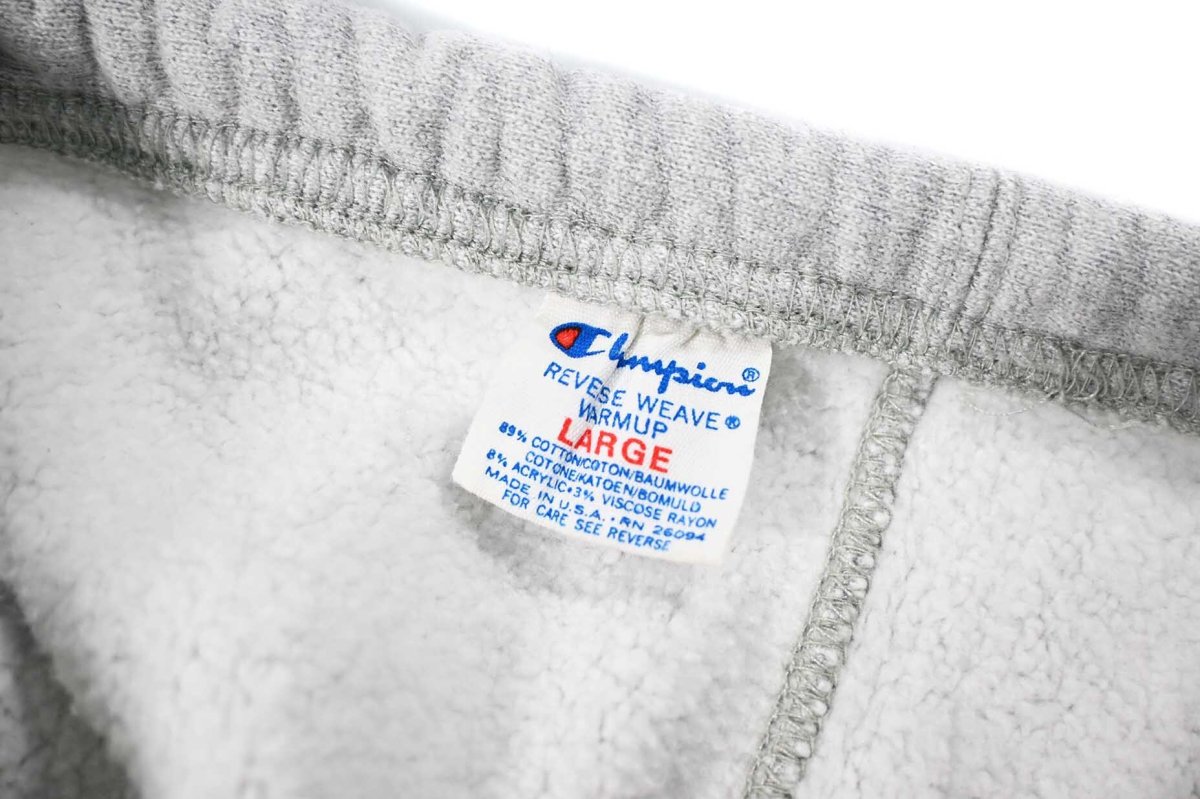 Champion®
REVERSE WEAVE®
WARMUP
LARGE
89% COTTON/COTON/BAUMWOLLE
COTONE/KATOEN/BOMULD
8% ACRYLIC•3% VISCOSE RAYON
MADE IN U.S.A. • RN 26094
FOR CARE SEE REVERSE